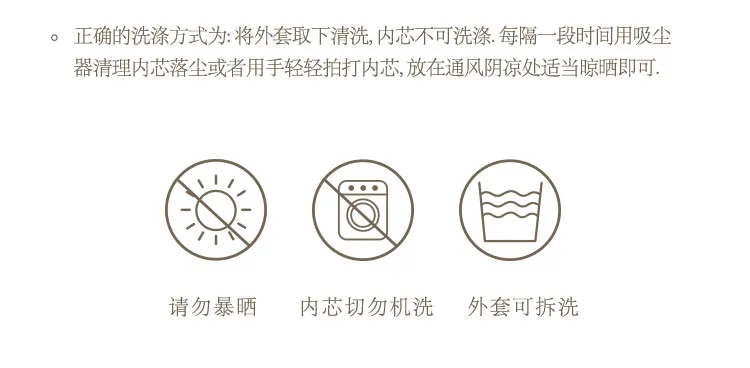 正确的洗涤方式为: 将外套取下清洗, 内芯不可洗涤. 每隔一段时间用吸尘
器清理内芯落尘或者用手轻轻拍打内芯, 放在通风阴凉处适当晾晒即可.
请勿暴晒
内芯切勿机洗
外套可拆洗